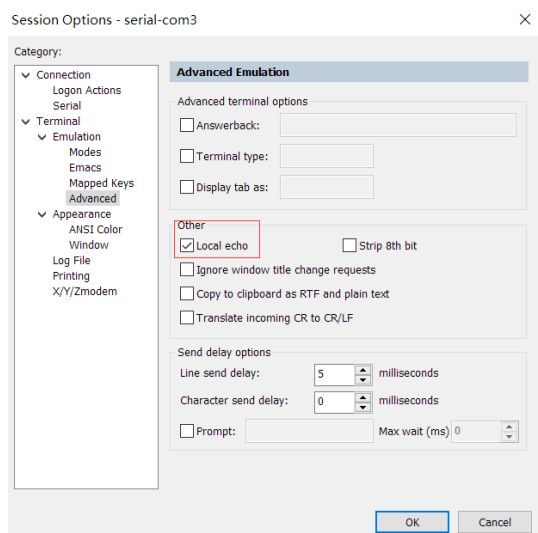 Session Options - serial-com3
Category:
Connection
Logon Actions
Serial
Terminal
Emulation
Modes
Emacs
Mapped Keys
Advanced
Appearance
ANSI Color
Window
Log File
Printing
X/Y/Zmodem
Advanced Emulation
Advanced terminal options
Answerback:
Terminal type:
Display tab as:
Other
Local echo Strip 8th bit
Ignore window title change requests
Copy to clipboard as RTF and plain text
Translate incoming CR to CR/LF
Send delay options
Line send delay: 5 milliseconds
Character send delay: 0 milliseconds
Prompt: Max wait (ms) 0
OK Cancel